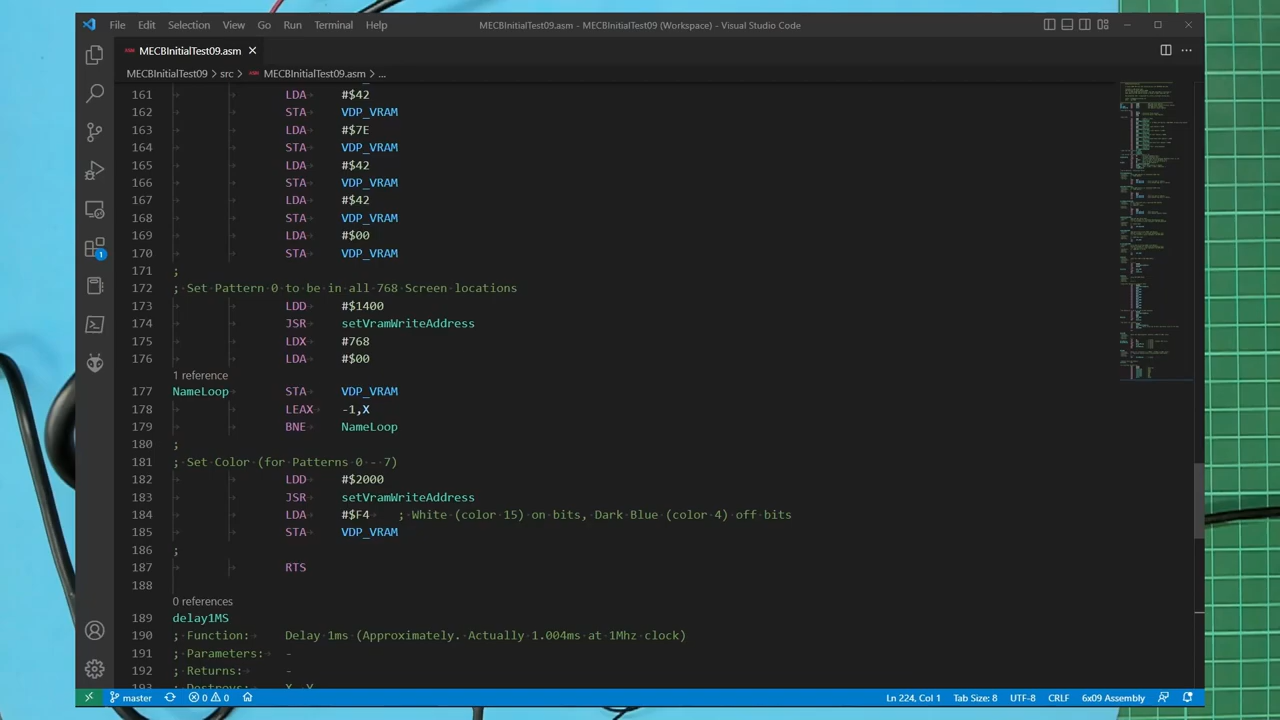 File Edit Selection View Go Run Terminal Help MECBInitialTest09.asm - MECBInitialTest09 (Workspace) - Visual Studio Code
MECBInitialTest09.asm
MECBInitialTest09 > src > MECBInitialTest09.asm > ...
161 LDA #$42
162 STA VDP_VRAM
163 LDA #$7E
164 STA VDP_VRAM
165 LDA #$42
166 STA VDP_VRAM
167 LDA #$42
168 STA VDP_VRAM
169 LDA #$00
170 STA VDP_VRAM
171 ;
172 ; Set Pattern 0 to be in all 768 Screen locations
173 LDD #$1400
174 JSR setVramWriteAddress
175 LDX #768
176 LDA #$00
1 reference
177 NameLoop STA VDP_VRAM
178 LEAX -1,X
179 BNE NameLoop
180 ;
181 ; Set Color (for Patterns 0 - 7)
182 LDD #$2000
183 JSR setVramWriteAddress
184 LDA #$F4 ; White (color 15) on bits, Dark Blue (color 4) off bits
185 STA VDP_VRAM
186 ;
187 RTS
188
0 references
189 delay1MS
190 ; Function: Delay 1ms (Approximately. Actually 1.004ms at 1Mhz clock)
191 ; Parameters: -
192 ; Returns: -
193 ; Destroys: X, Y
1
master 0 0 Ln 224, Col 1 Tab Size: 8 UTF-8 CRLF 6x09 Assembly